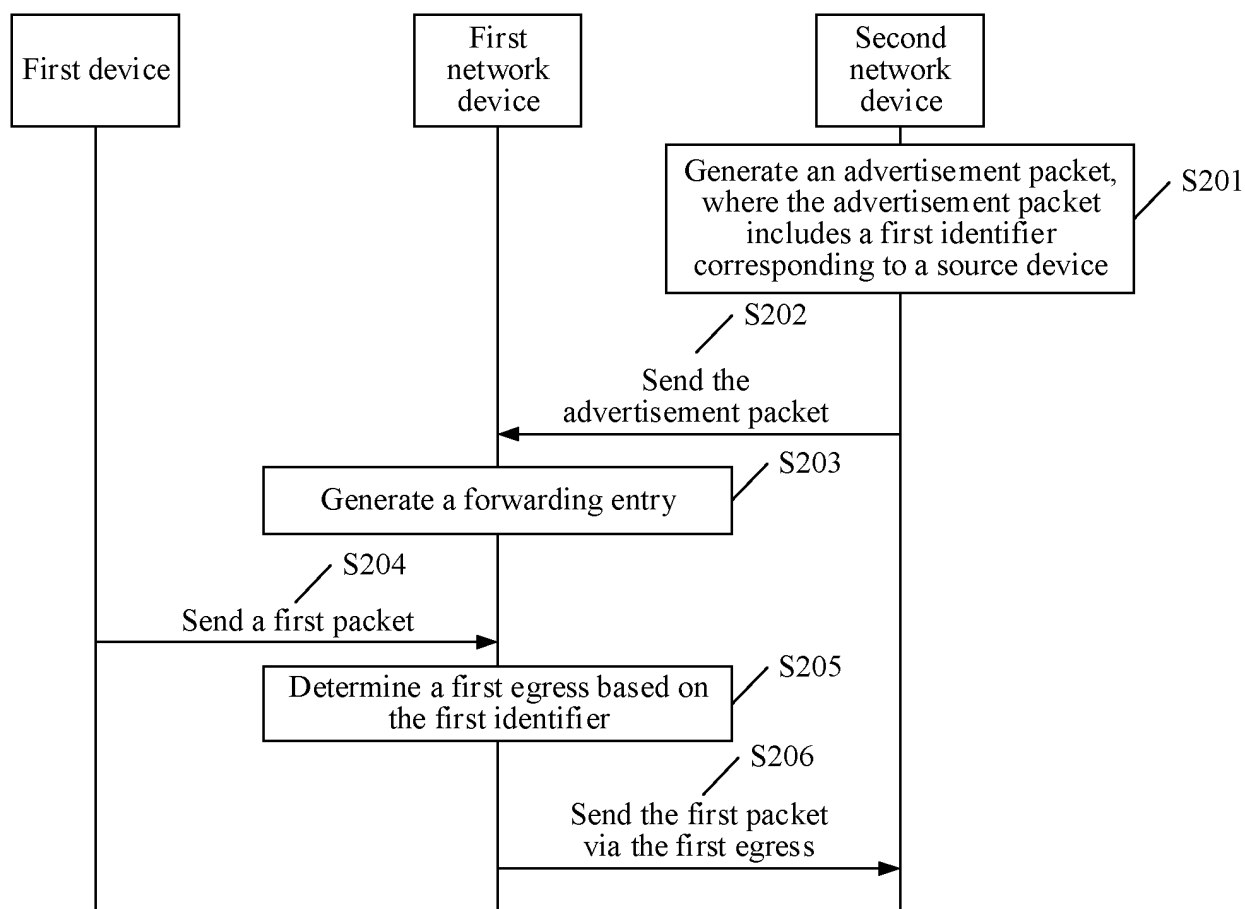 First device
First
network
device
Second
network
device
Generate an advertisement packet,
where the advertisement packet
includes a first identifier
corresponding to a source device
S201
S202
Send the
advertisement packet
S203
Generate a forwarding entry
S204
Send a first packet
S205
Determine a first egress based on
the first identifier
S206
Send the first packet
via the first egress